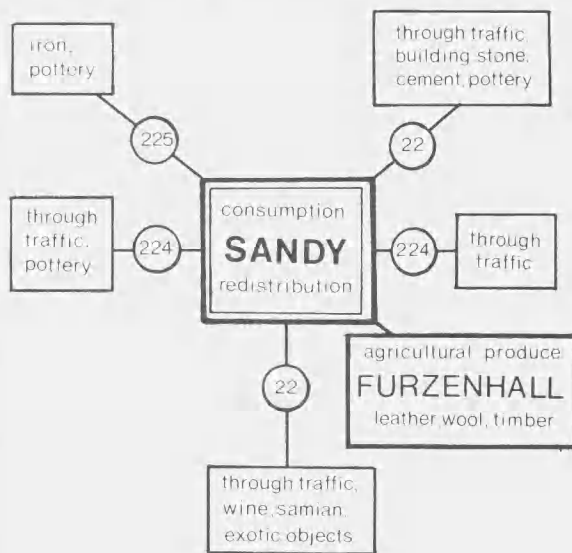 iron,
pottery
through traffic,
building stone,
cement, pottery
225
22
through
traffic,
pottery
224
consumption
SANDY
redistribution
224
through
traffic
22
agricultural produce
FURZENHALL
leather, wool, timber
through traffic,
wine, samian,
exotic objects